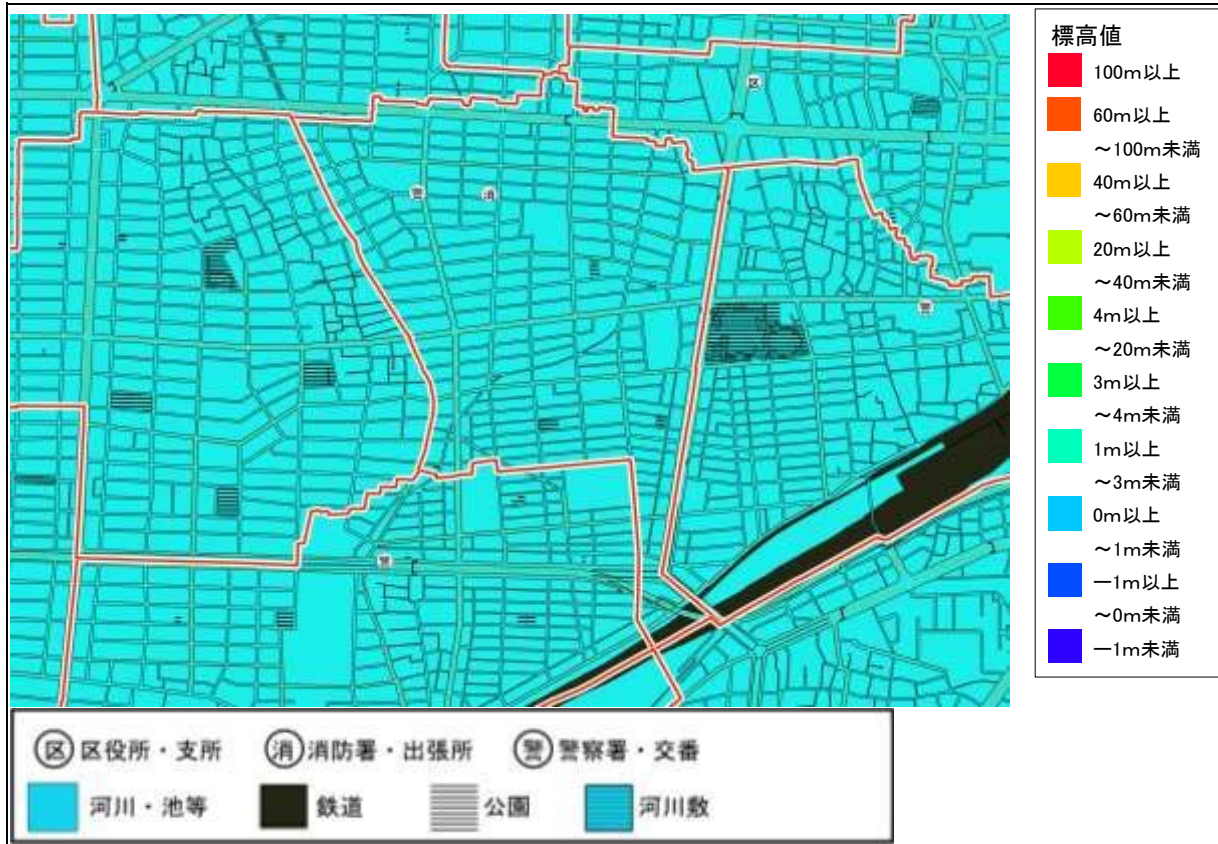 標高値
100m以上
60m以上
～100m未満
40m以上
～60m未満
20m以上
～40m未満
4m以上
～20m未満
3m以上
～4m未満
1m以上
～3m未満
0m以上
～1m未満
－1m以上
～0m未満
－1m未満
区
警
消
警
警
区 区役所・支所 消 消防署・出張所 警 警察署・交番
河川・池等 鉄道 公園 河川敷